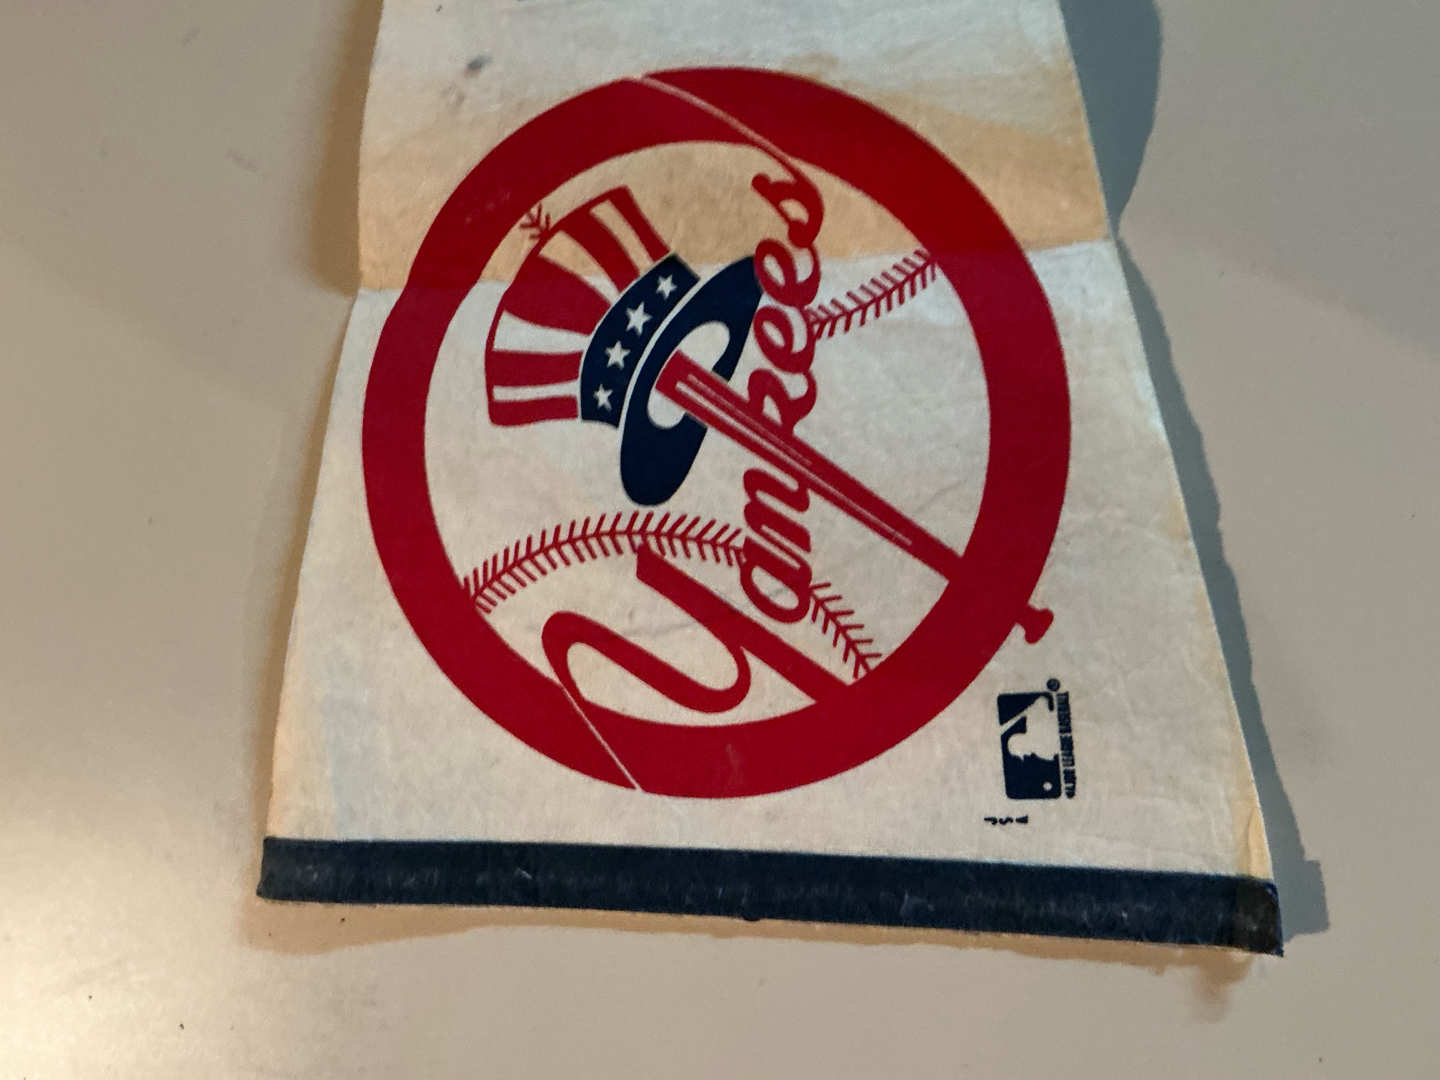 Yankees
®
MAJOR LEAGUE BASEBALL